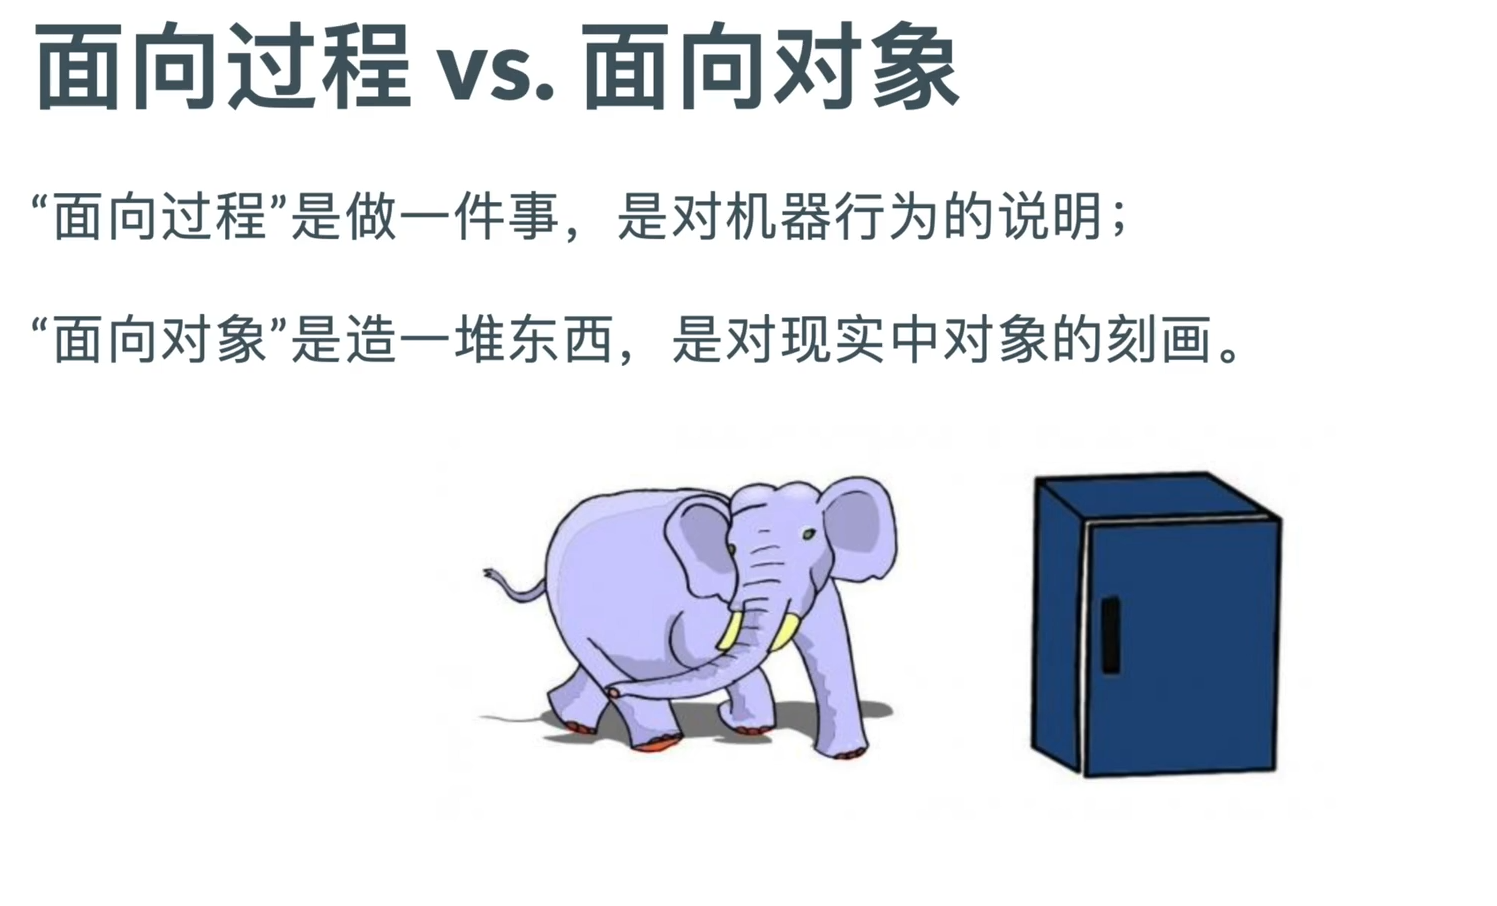 面向过程 vs. 面向对象
“面向过程”是做一件事，是对机器行为的说明；
“面向对象”是造一堆东西，是对现实中对象的刻画。